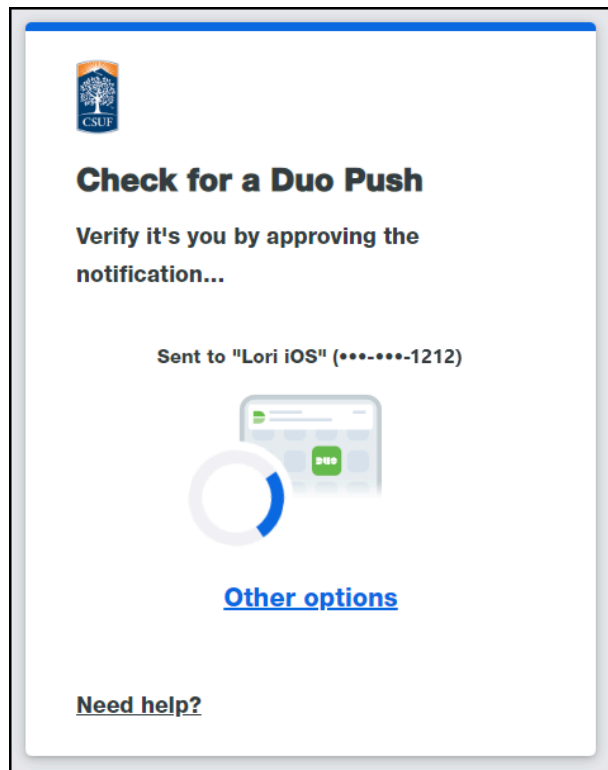 CSUF
Check for a Duo Push
Verify it's you by approving the
notification...
Sent to "Lori iOS" (•••-•••-1212)
DUO
Other options
Need help?